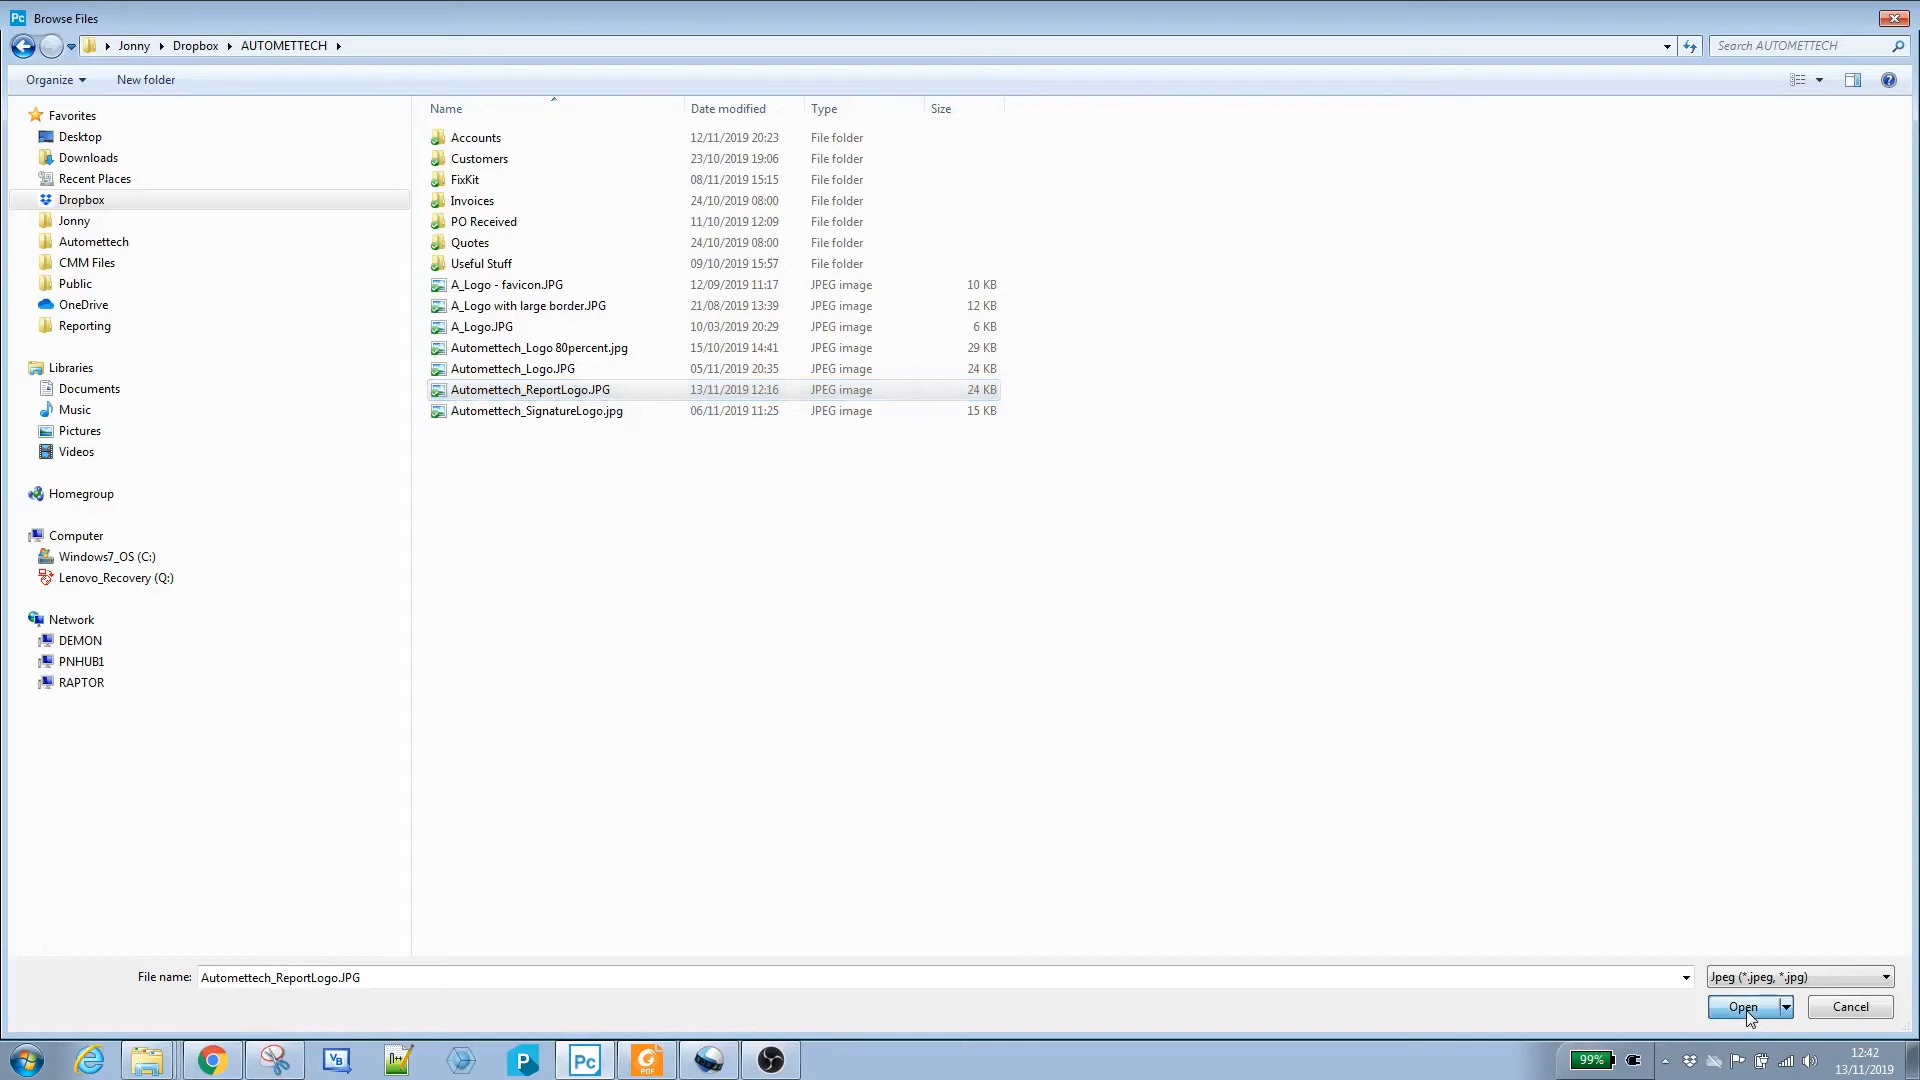 Pc Browse Files
Jonny Dropbox AUTOMETTECH
Search AUTOMETTECH
Organize New folder
Name Date modified Type Size
Favorites
Desktop
Downloads
Recent Places
Dropbox
Jonny
Automettech
CMM Files
Public
OneDrive
Reporting
Libraries
Documents
Music
Pictures
Videos
Homegroup
Computer
Windows7_OS (C:)
Lenovo_Recovery (Q:)
Network
DEMON
PNHUB1
RAPTOR
Accounts 12/11/2019 20:23 File folder
Customers 23/10/2019 19:06 File folder
FixKit 08/11/2019 15:15 File folder
Invoices 24/10/2019 08:00 File folder
PO Received 11/10/2019 12:09 File folder
Quotes 24/10/2019 08:00 File folder
Useful Stuff 09/10/2019 15:57 File folder
A_Logo - favicon.JPG 12/09/2019 11:17 JPEG image 10 KB
A_Logo with large border.JPG 21/08/2019 13:39 JPEG image 12 KB
A_Logo.JPG 10/03/2019 20:29 JPEG image 6 KB
Automettech_Logo 80percent.jpg 15/10/2019 14:41 JPEG image 29 KB
Automettech_Logo.JPG 05/11/2019 20:35 JPEG image 24 KB
Automettech_ReportLogo.JPG 13/11/2019 12:16 JPEG image 24 KB
Automettech_SignatureLogo.jpg 06/11/2019 11:25 JPEG image 15 KB
File name: Automettech_ReportLogo.JPG
Jpeg (*.jpeg, *.jpg)
Open Cancel
VB P Pc PDF
99%
12:42
13/11/2019